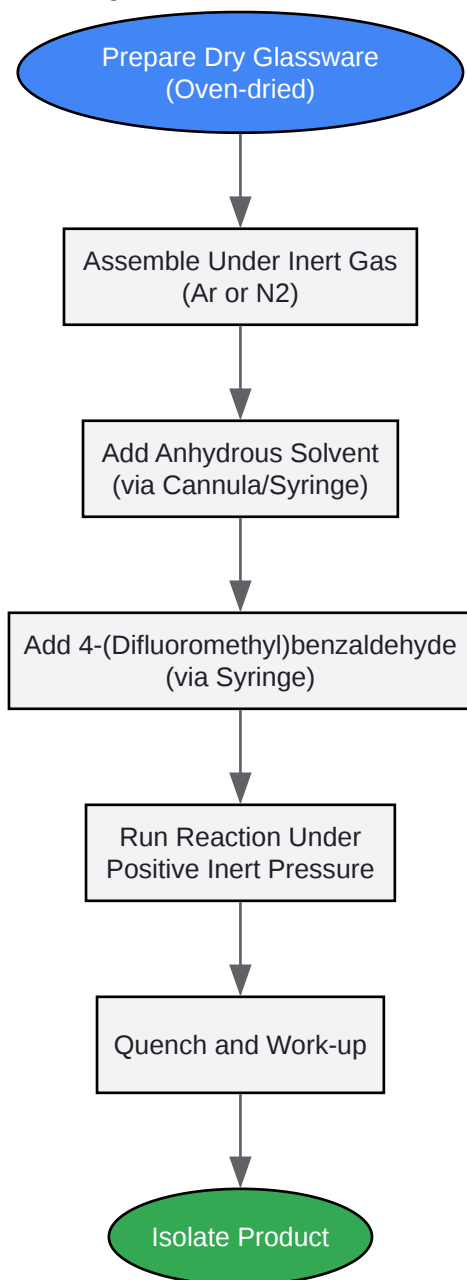 Prepare Dry Glassware
(Oven-dried)
Assemble Under Inert Gas
(Ar or N2)
Add Anhydrous Solvent
(via Cannula/Syringe)
Add 4-(Difluoromethyl)benzaldehyde
(via Syringe)
Run Reaction Under
Positive Inert Pressure
Quench and Work-up
Isolate Product